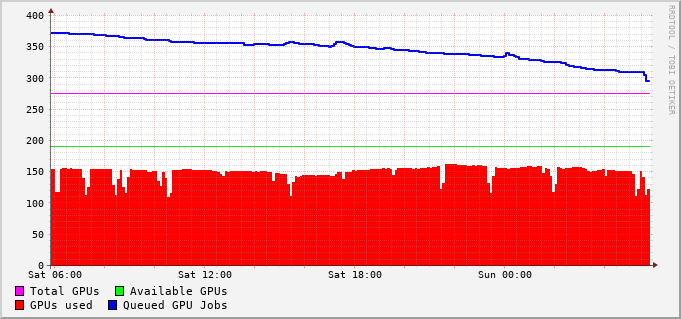 400
350
300
250
200
150
100
50
0
Sat 06:00 Sat 12:00 Sat 18:00 Sun 00:00
Total GPUs Available GPUs
GPUs used Queued GPU Jobs
RRDTOOL / TOBI OETIKER